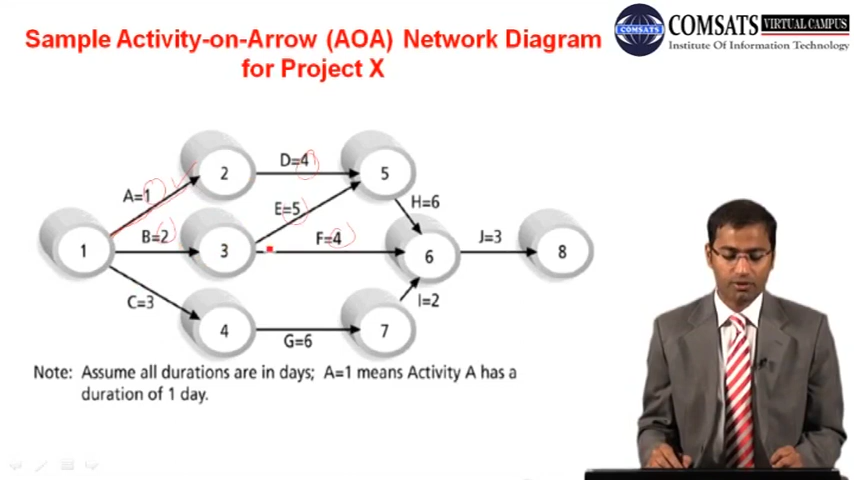 Sample Activity-on-Arrow (AOA) Network Diagram
for Project X
COMSATS
COMSATS VIRTUAL CAMPUS
Institute Of Information Technology
2
D=4
5
A=1
H=6
E=5
1
B=2
3
F=4
6
J=3
8
C=3
I=2
4
G=6
7
Note: Assume all durations are in days; A=1 means Activity A has a
duration of 1 day.